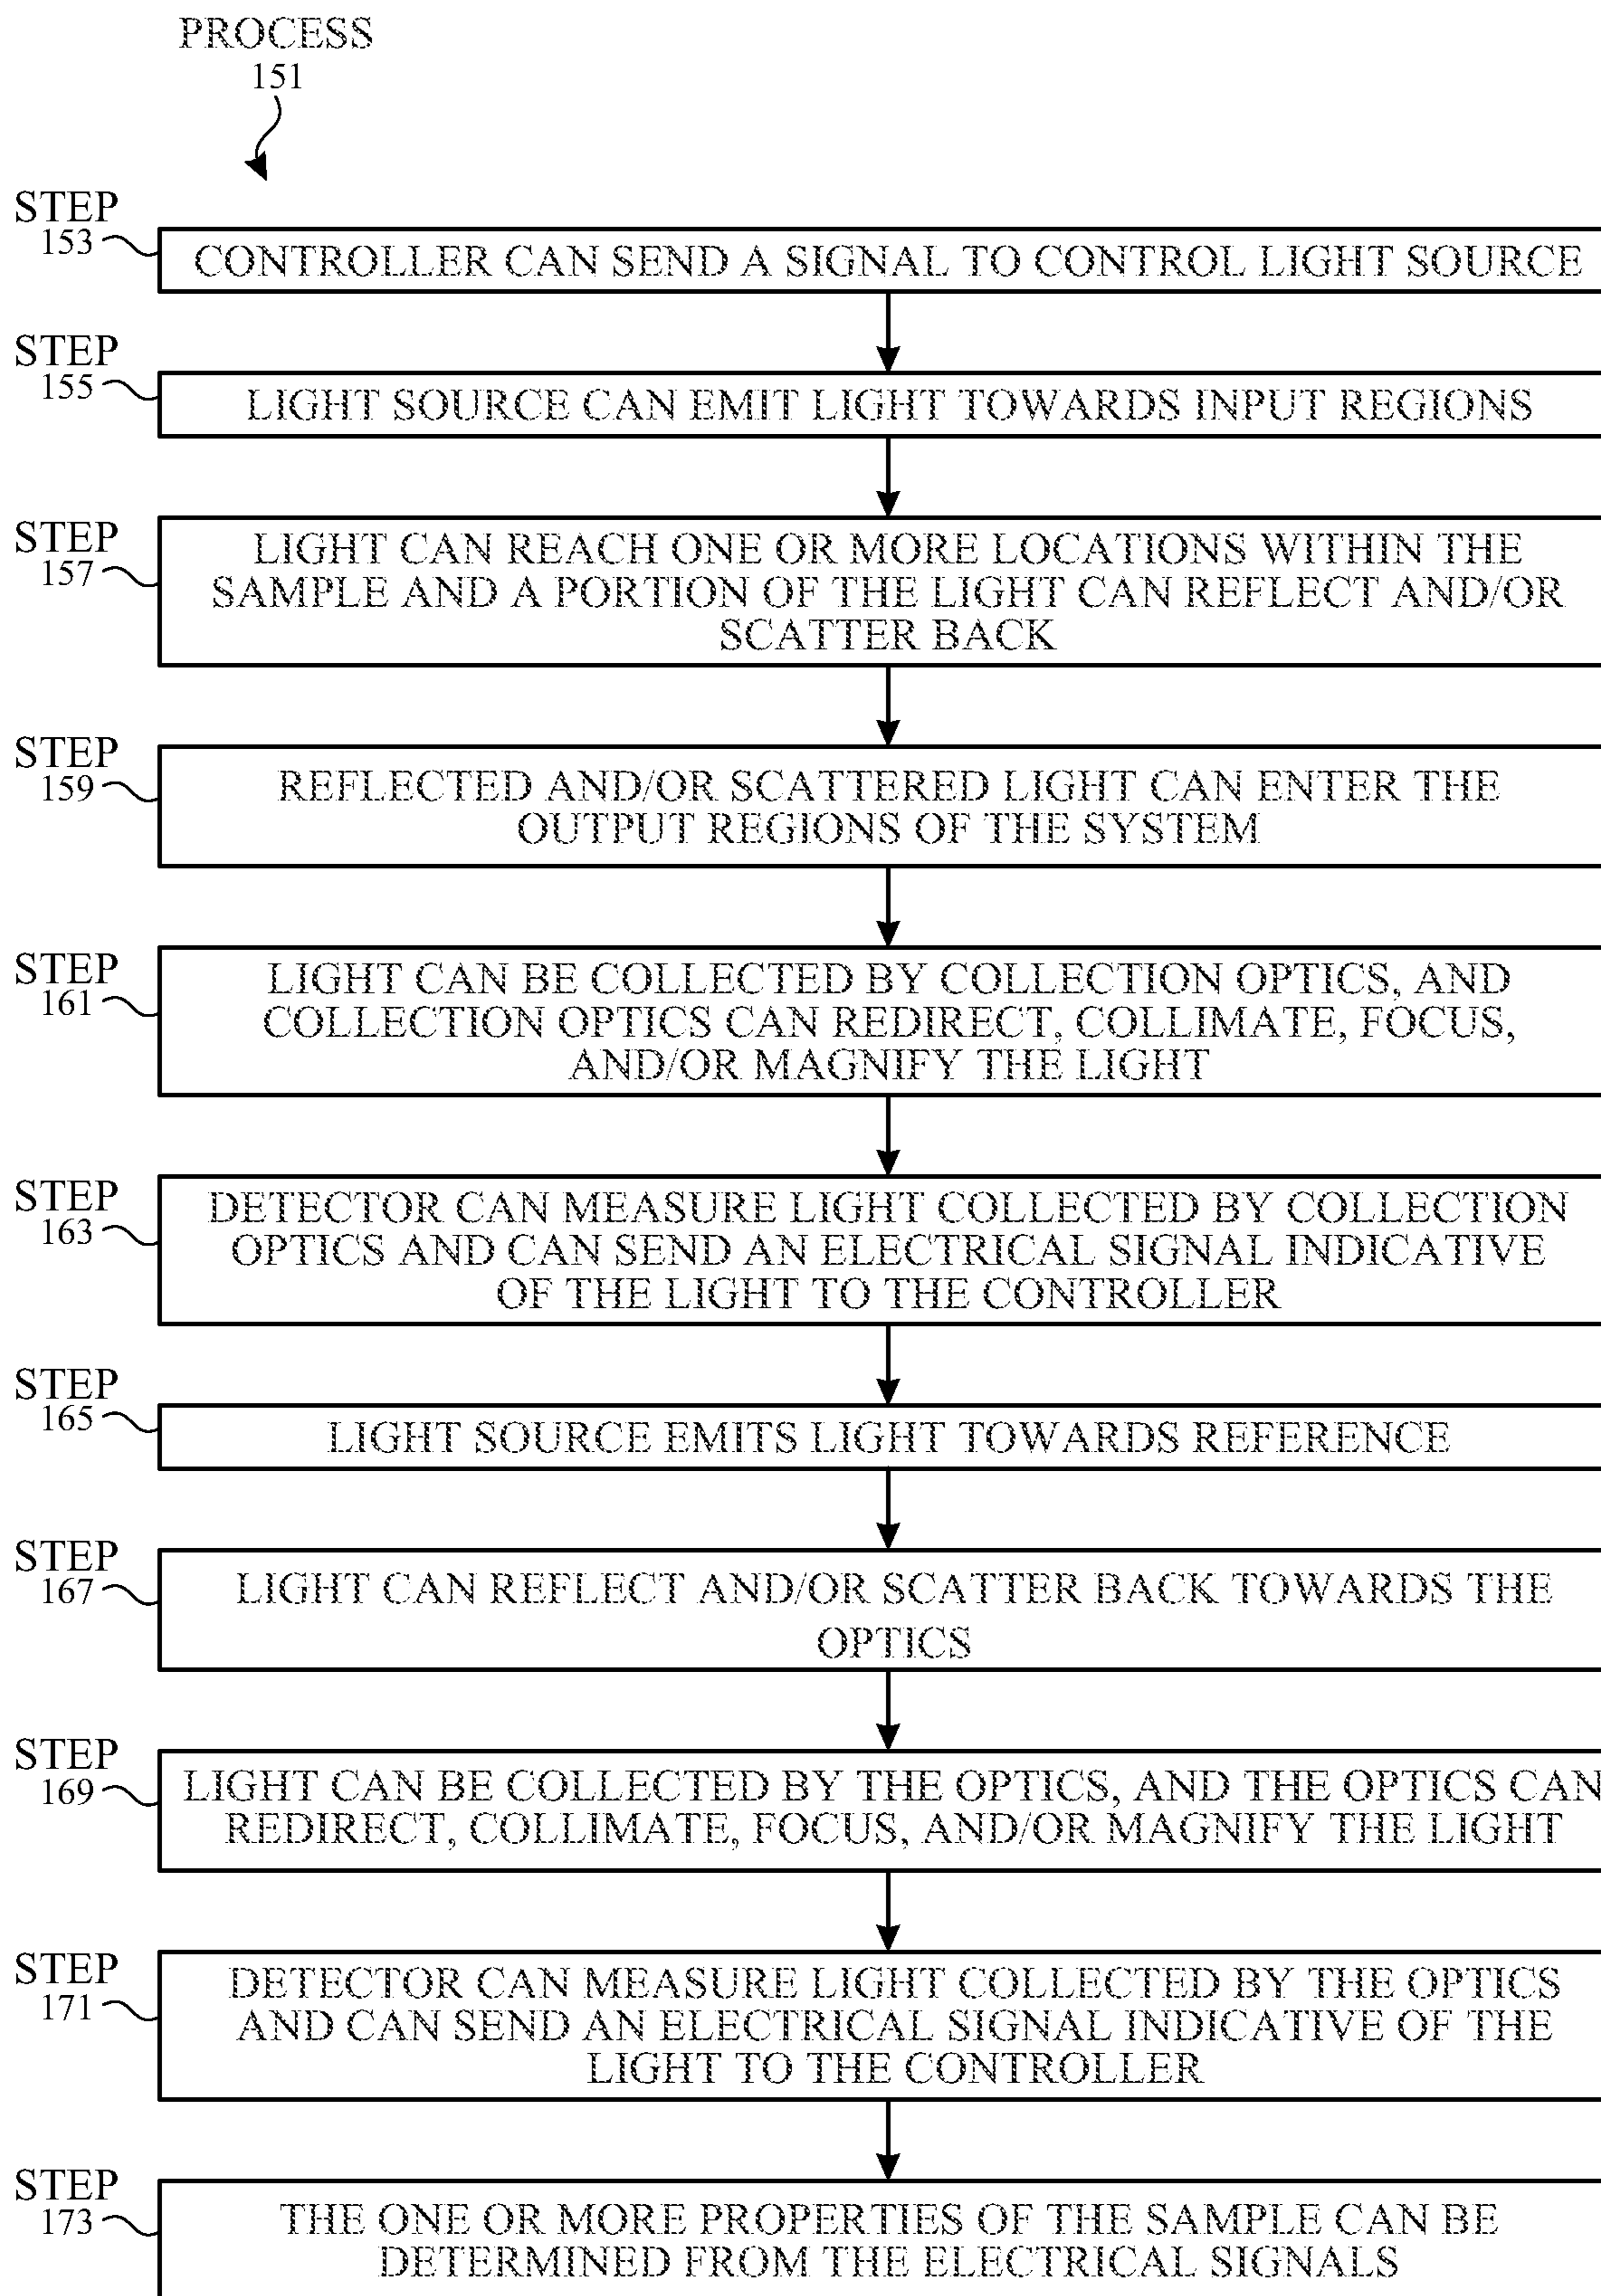 PROCESS
151
STEP
153
CONTROLLER CAN SEND A SIGNAL TO CONTROL LIGHT SOURCE
STEP
155
LIGHT SOURCE CAN EMIT LIGHT TOWARDS INPUT REGIONS
STEP
157
LIGHT CAN REACH ONE OR MORE LOCATIONS WITHIN THE
SAMPLE AND A PORTION OF THE LIGHT CAN REFLECT AND/OR
SCATTER BACK
STEP
159
REFLECTED AND/OR SCATTERED LIGHT CAN ENTER THE
OUTPUT REGIONS OF THE SYSTEM
STEP
161
LIGHT CAN BE COLLECTED BY COLLECTION OPTICS, AND
COLLECTION OPTICS CAN REDIRECT, COLLIMATE, FOCUS,
AND/OR MAGNIFY THE LIGHT
STEP
163
DETECTOR CAN MEASURE LIGHT COLLECTED BY COLLECTION
OPTICS AND CAN SEND AN ELECTRICAL SIGNAL INDICATIVE
OF THE LIGHT TO THE CONTROLLER
STEP
165
LIGHT SOURCE EMITS LIGHT TOWARDS REFERENCE
STEP
167
LIGHT CAN REFLECT AND/OR SCATTER BACK TOWARDS THE
OPTICS
STEP
169
LIGHT CAN BE COLLECTED BY THE OPTICS, AND THE OPTICS CAN
REDIRECT, COLLIMATE, FOCUS, AND/OR MAGNIFY THE LIGHT
STEP
171
DETECTOR CAN MEASURE LIGHT COLLECTED BY THE OPTICS
AND CAN SEND AN ELECTRICAL SIGNAL INDICATIVE OF THE
LIGHT TO THE CONTROLLER
STEP
173
THE ONE OR MORE PROPERTIES OF THE SAMPLE CAN BE
DETERMINED FROM THE ELECTRICAL SIGNALS